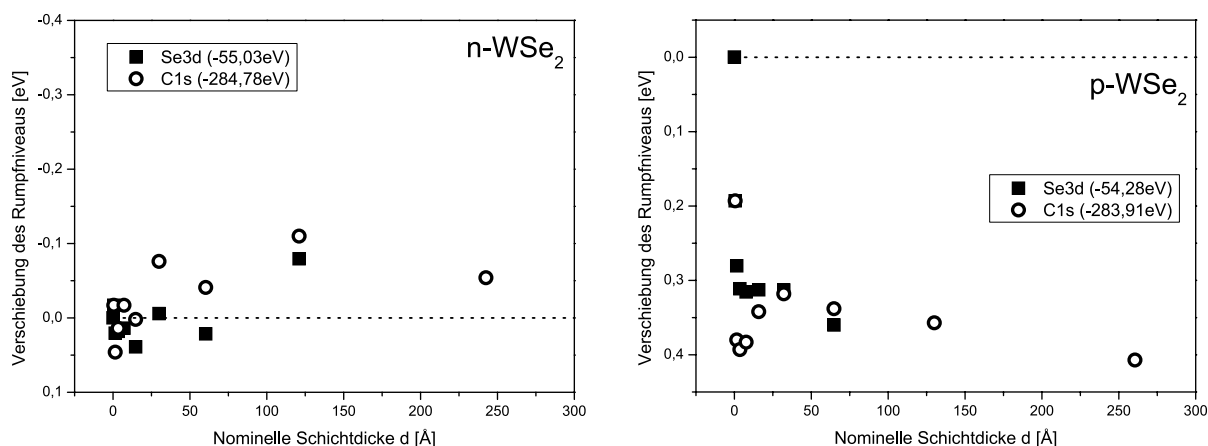 -0,4
-0,3
-0,2
-0,1
0,0
0,1
Verschiebung des Rumpfniveaus [eV]
Se3d (-55,03eV)
C1s (-284,78eV)
n-WSe₂
0 50 100 150 200 250 300
Nominelle Schichtdicke d [Å]
0,0
0,1
0,2
0,3
0,4
Verschiebung des Rumpfniveaus [eV]
p-WSe₂
Se3d (-54,28eV)
C1s (-283,91eV)
0 50 100 150 200 250 300
Nominelle Schichtdicke d [Å]